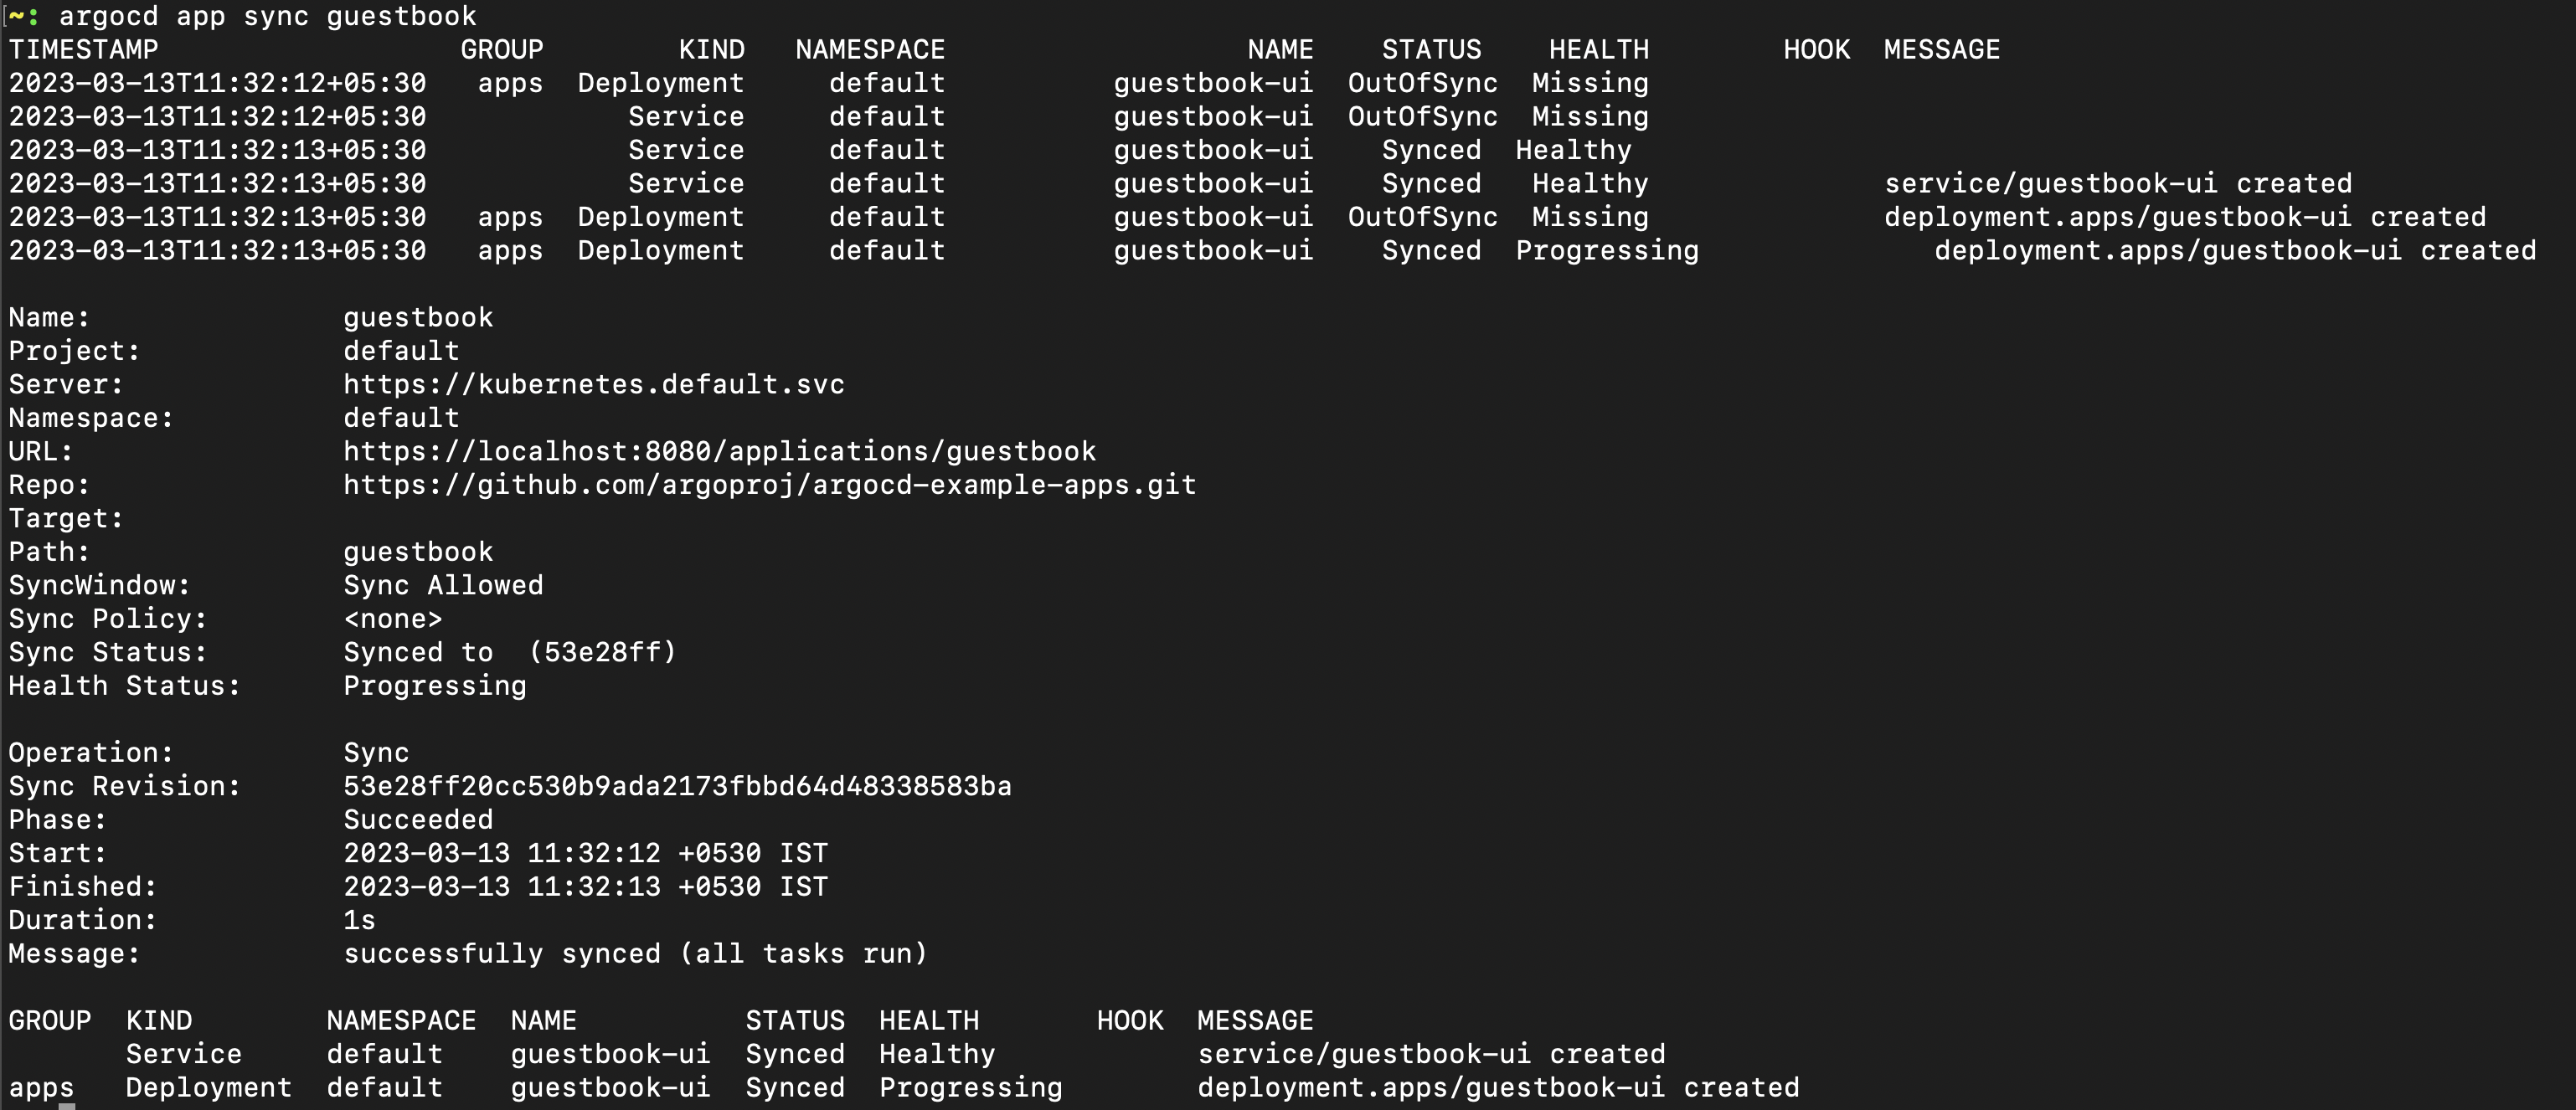 ~: argocd app sync guestbook
TIMESTAMP                  GROUP        KIND   NAMESPACE                  NAME    STATUS    HEALTH        HOOK  MESSAGE
2023-03-13T11:32:12+05:30   apps  Deployment     default          guestbook-ui  OutOfSync  Missing
2023-03-13T11:32:12+05:30            Service     default          guestbook-ui  OutOfSync  Missing
2023-03-13T11:32:13+05:30            Service     default          guestbook-ui    Synced  Healthy
2023-03-13T11:32:13+05:30            Service     default          guestbook-ui    Synced   Healthy              service/guestbook-ui created
2023-03-13T11:32:13+05:30   apps  Deployment     default          guestbook-ui  OutOfSync  Missing              deployment.apps/guestbook-ui created
2023-03-13T11:32:13+05:30   apps  Deployment     default          guestbook-ui    Synced  Progressing              deployment.apps/guestbook-ui created
Name:               guestbook
Project:            default
Server:             https://kubernetes.default.svc
Namespace:          default
URL:                https://localhost:8080/applications/guestbook
Repo:               https://github.com/argoproj/argocd-example-apps.git
Target:
Path:               guestbook
SyncWindow:         Sync Allowed
Sync Policy:        <none>
Sync Status:        Synced to  (53e28ff)
Health Status:      Progressing
Operation:          Sync
Sync Revision:      53e28ff20cc530b9ada2173fbbd64d48338583ba
Phase:              Succeeded
Start:              2023-03-13 11:32:12 +0530 IST
Finished:           2023-03-13 11:32:13 +0530 IST
Duration:           1s
Message:            successfully synced (all tasks run)
GROUP  KIND        NAMESPACE  NAME          STATUS  HEALTH       HOOK  MESSAGE
       Service     default    guestbook-ui  Synced  Healthy            service/guestbook-ui created
apps   Deployment  default    guestbook-ui  Synced  Progressing        deployment.apps/guestbook-ui created